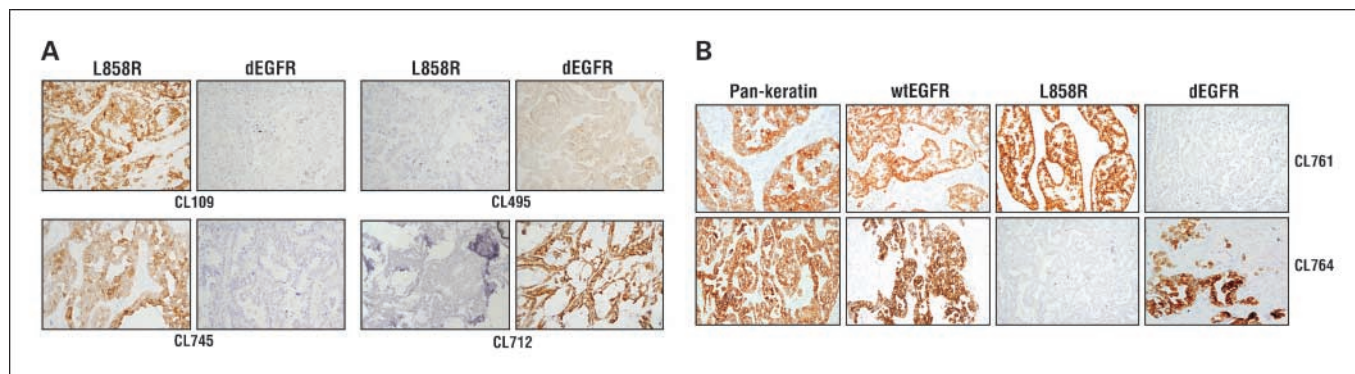 A
L858R dEGFR L858R dEGFR
CL109 CL495
CL745 CL712
B
Pan-keratin wtEGFR L858R dEGFR
CL761
CL764